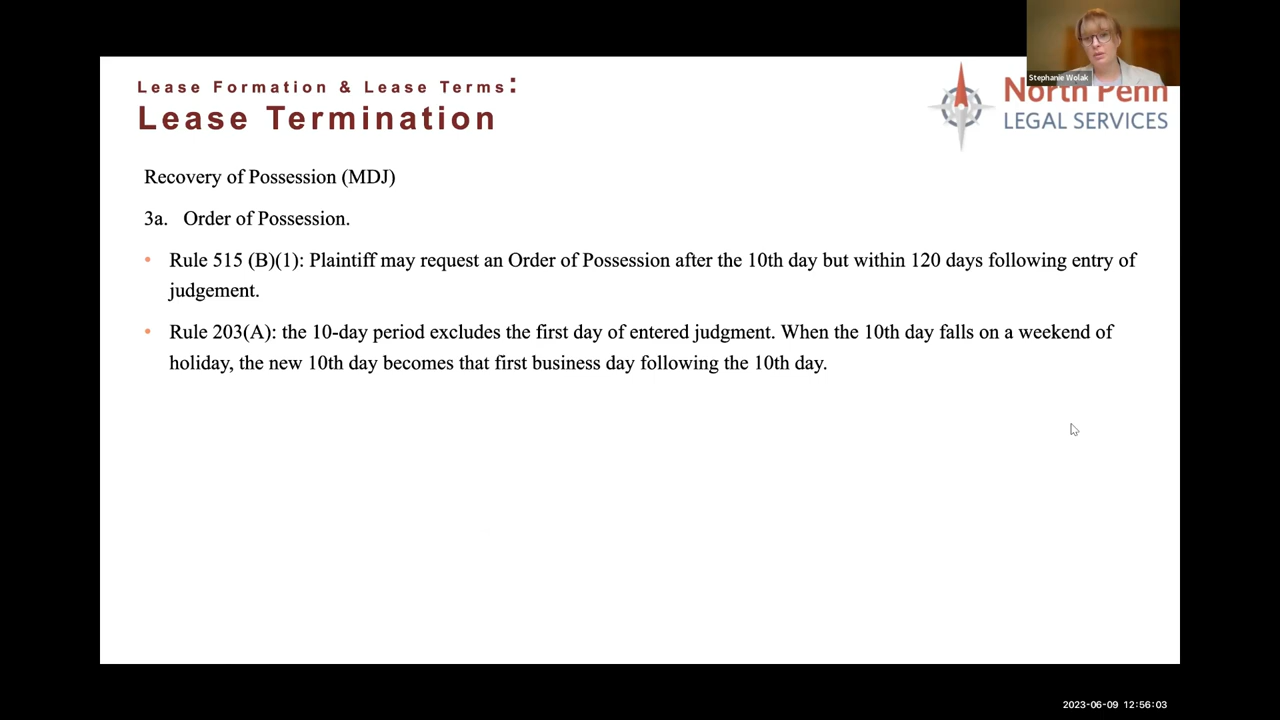 Lease Formation & Lease Terms:
Lease Termination
Stephanie Wolak
North Penn
LEGAL SERVICES
Recovery of Possession (MDJ)
3a. Order of Possession.
• Rule 515 (B)(1): Plaintiff may request an Order of Possession after the 10th day but within 120 days following entry of
judgement.
• Rule 203(A): the 10-day period excludes the first day of entered judgment. When the 10th day falls on a weekend of
holiday, the new 10th day becomes that first business day following the 10th day.
2023-06-09 12:56:03